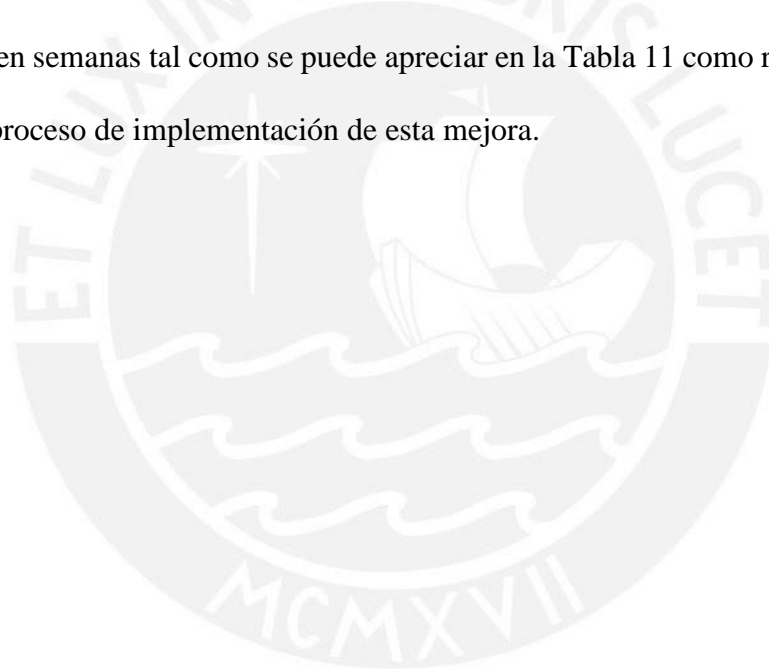 en semanas tal como se puede apreciar en la Tabla 11 como
proceso de implementación de esta mejora.
ET LUX IN LUCET
MCMXVII